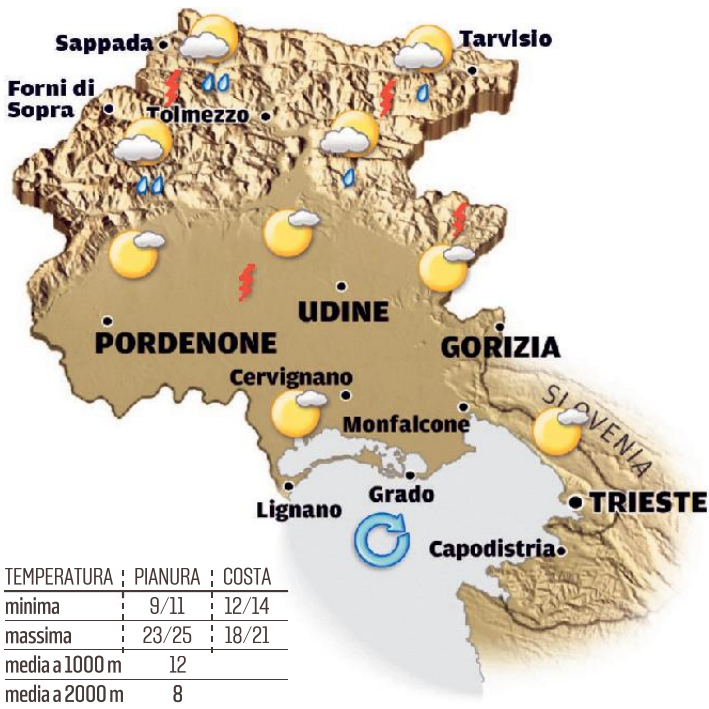 Sappada
Tarvisio
Forni di
Sopra
Tolmezzo
UDINE
PORDENONE
GORIZIA
Cervignano
SLOVENIA
Monfalcone
Grado
Lignano
TRIESTE
Capodistria
TEMPERATURA PIANURA COSTA
minima 9/11 12/14
massima 23/25 18/21
media a 1000 m 12
media a 2000 m 8